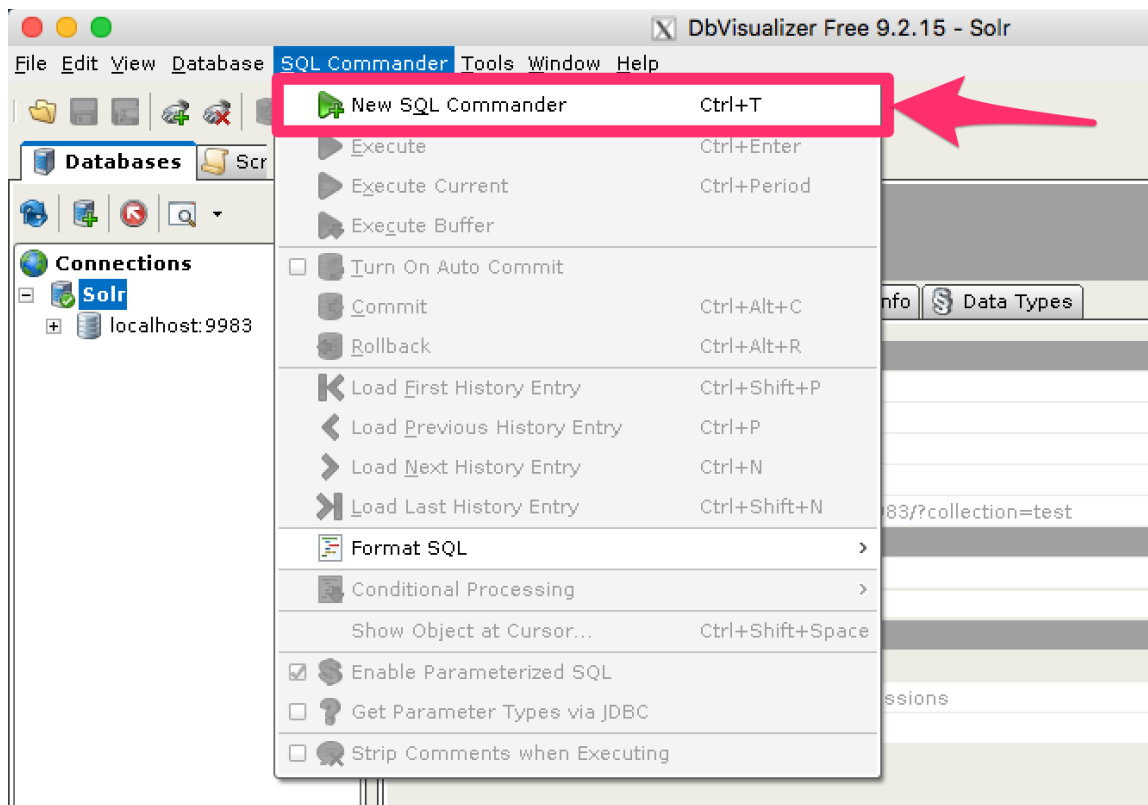 DbVisualizer Free 9.2.15 - Solr
File Edit View Database SQL Commander Tools Window Help
New SQL Commander Ctrl+T
Execute Ctrl+Enter
Databases Scr
Execute Current Ctrl+Period
Execute Buffer
Connections
Turn On Auto Commit
Solr
Commit Ctrl+Alt+C
nfo Data Types
localhost:9983
Rollback Ctrl+Alt+R
Load First History Entry Ctrl+Shift+P
Load Previous History Entry Ctrl+P
Load Next History Entry Ctrl+N
Load Last History Entry Ctrl+Shift+N
83/?collection=test
Format SQL
Conditional Processing
Show Object at Cursor... Ctrl+Shift+Space
Enable Parameterized SQL
ssions
Get Parameter Types via JDBC
Strip Comments when Executing